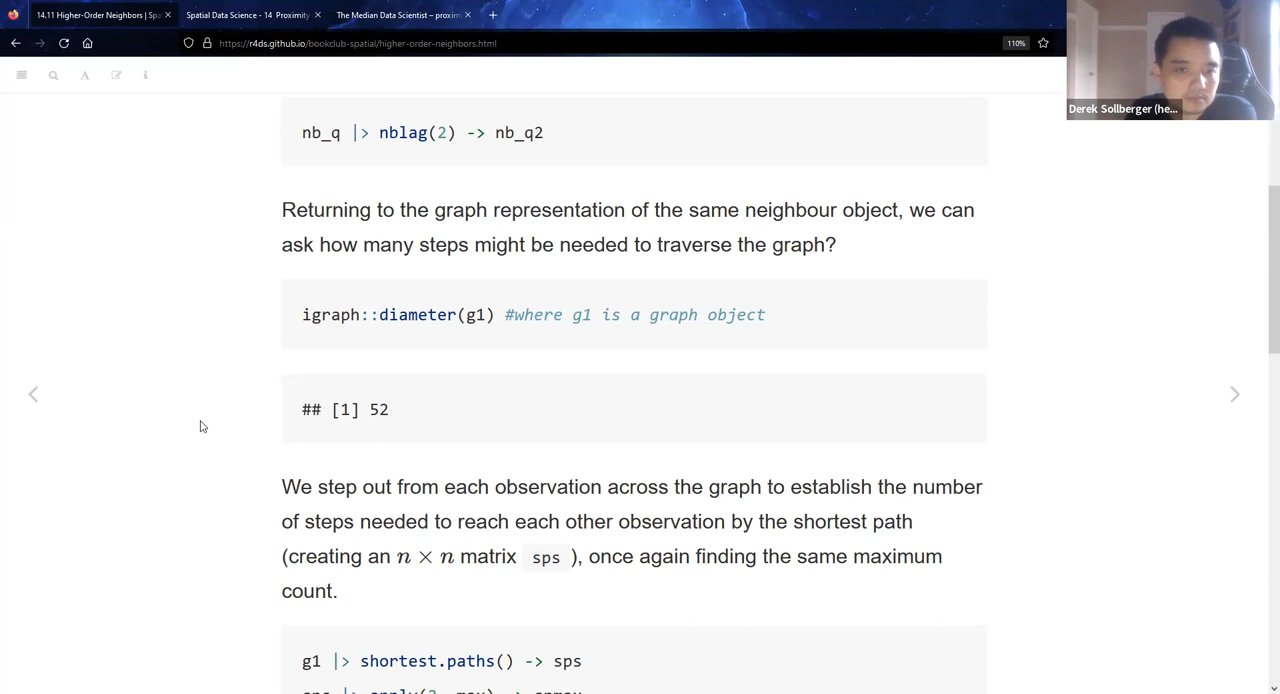 14.11 Higher-Order Neighbors | Spa
Spatial Data Science - 14 Proximity
The Median Data Scientist – proxim
https://r4ds.github.io/bookclub-spatial/higher-order-neighbors.html
110%
Derek Sollberger (he...
nb_q |> nblag(2) -> nb_q2
Returning to the graph representation of the same neighbour object, we can
ask how many steps might be needed to traverse the graph?
igraph::diameter(g1) #where g1 is a graph object
## [1] 52
We step out from each observation across the graph to establish the number
of steps needed to reach each other observation by the shortest path
(creating an n × n matrix sps ), once again finding the same maximum
count.
g1 |> shortest.paths() -> sps
sps |> apply(2, max) -> spmax